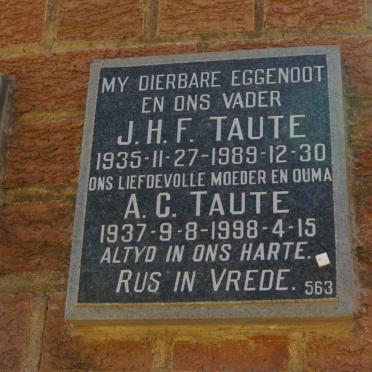 MY DIERBARE EGGENOOT
EN ONS VADER
J.H.F. TAUTE
1935-11-27-1989-12-30
ONS LIEFDEVOLLE MOEDER EN OUMA
A.C. TAUTE
1937-9-8-1998-4-15
ALTYD IN ONS HARTE.
RUS IN VREDE. 563